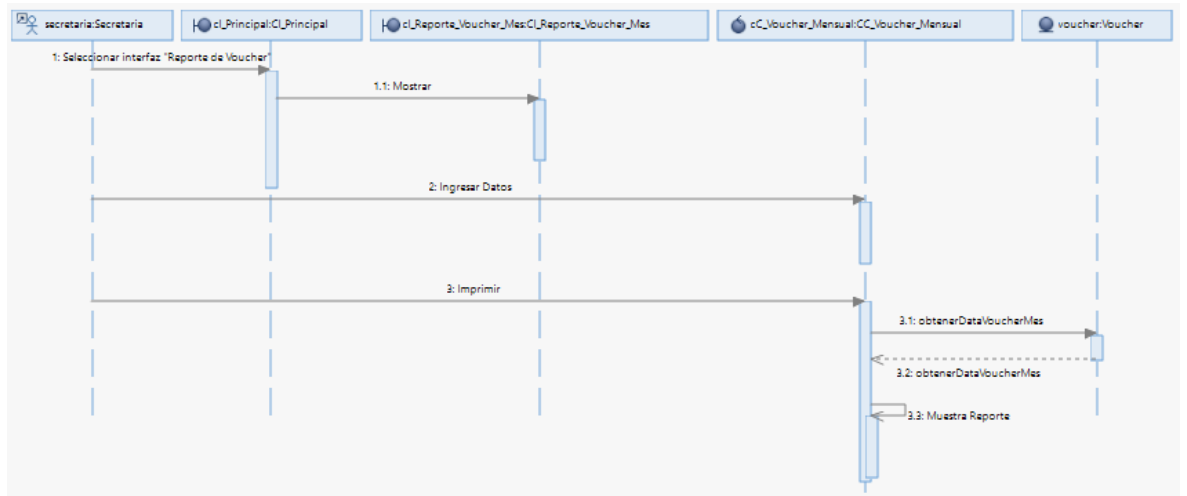 secretaria:Secretaria
cI_Principal:CI_Principal
cI_Reporte_Voucher_Mes:CI_Reporte_Voucher_Mes
cC_Voucher_Mensual:CC_Voucher_Mensual
voucher:Voucher
1: Seleccionar interfaz "Reporte de Voucher"
1.1: Mostrar
2: Ingresar Datos
3: Imprimir
3.1: obtenerDataVoucherMes
3.2: obtenerDataVoucherMes
3.3: Muestra Reporte